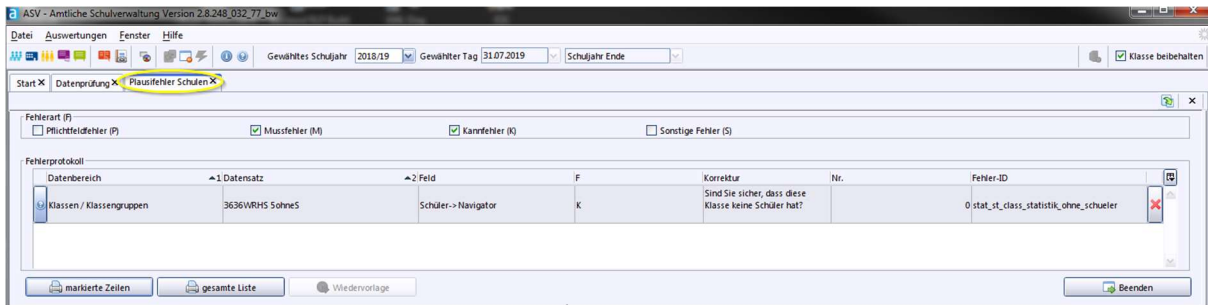 ASV - Amtliche Schulverwaltung Version 2.8.248_032_77_bw
Datei Auswertungen Fenster Hilfe
Gewähltes Schuljahr 2018/19 Gewählter Tag 31.07.2019 Schuljahr Ende Klasse beibehalten
Start Datenprüfung Plausifehler Schulen
Fehlerart (F)
Pflichtfeldfehler (P) Mussfehler (M) Kannfehler (K) Sonstige Fehler (S)
Fehlerprotokoll
Datenbereich 1 Datensatz 2 Feld F Korrektur Nr. Fehler-ID
Klassen / Klassengruppen 3636WRHS 5ohneS Schüler-> Navigator K Sind Sie sicher, dass diese
Klasse keine Schüler hat? 0 stat_st_class_statistik_ohne_schueler
markierte Zeilen gesamte Liste Wiedervorlage Beenden